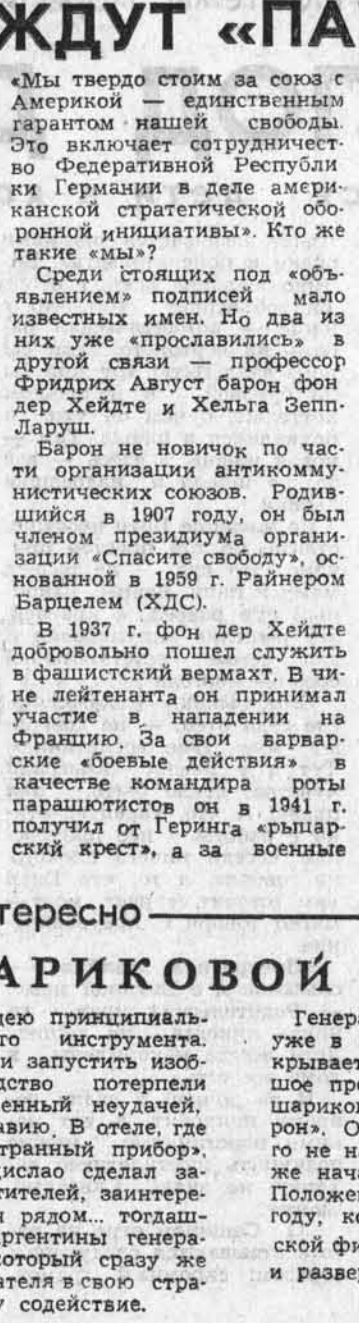 ЖДУТ «ПА
«Мы твердо стоим за союз с
Америкой — единственным
гарантом нашей свободы.
Это включает сотрудничест-
во Федеративной Республи
ки Германии в деле амери-
канской стратегической обо-
ронной инициативы». Кто же
такие «мы»?
Среди стоящих под «объ-
явлением» подписей мало
известных имен. Но два из
них уже «прославились» в
другой связи — профессор
Фридрих Август барон фон
дер Хейдте и Хельга Зепп-
Ларуш.
Барон не новичок по час-
ти организации антикомму-
нистических союзов. Родив-
шийся в 1907 году, он был
членом президиума органи-
зации «Спасите свободу», ос-
нованной в 1959 г. Райнером
Барцелем (ХДС).
В 1937 г. фон дер Хейдте
добровольно пошел служить
в фашистский вермахт. В чи-
не лейтенанта он принимал
участие в нападении на
Францию. За свои варвар-
ские «боевые действия» в
качестве командира роты
парашютистов он в 1941 г.
получил от Геринга «рыцар-
ский крест», а за военные
тересно
АРИКОВОЙ
дею принципиаль-
го инструмента.
и запустить изоб-
дство потерпели
енный неудачей,
авию. В отеле, где
транный прибор»,
дислао сделал за-
тителей, заинтере-
я рядом... тогдаш-
ргентины генера-
который сразу же
ателя в свою стра-
у содействие.
Генера
уже в
крывает
шое пре
шариков
рон». О
го не на
же нача
Положен
году, ко
ской фи
и развер